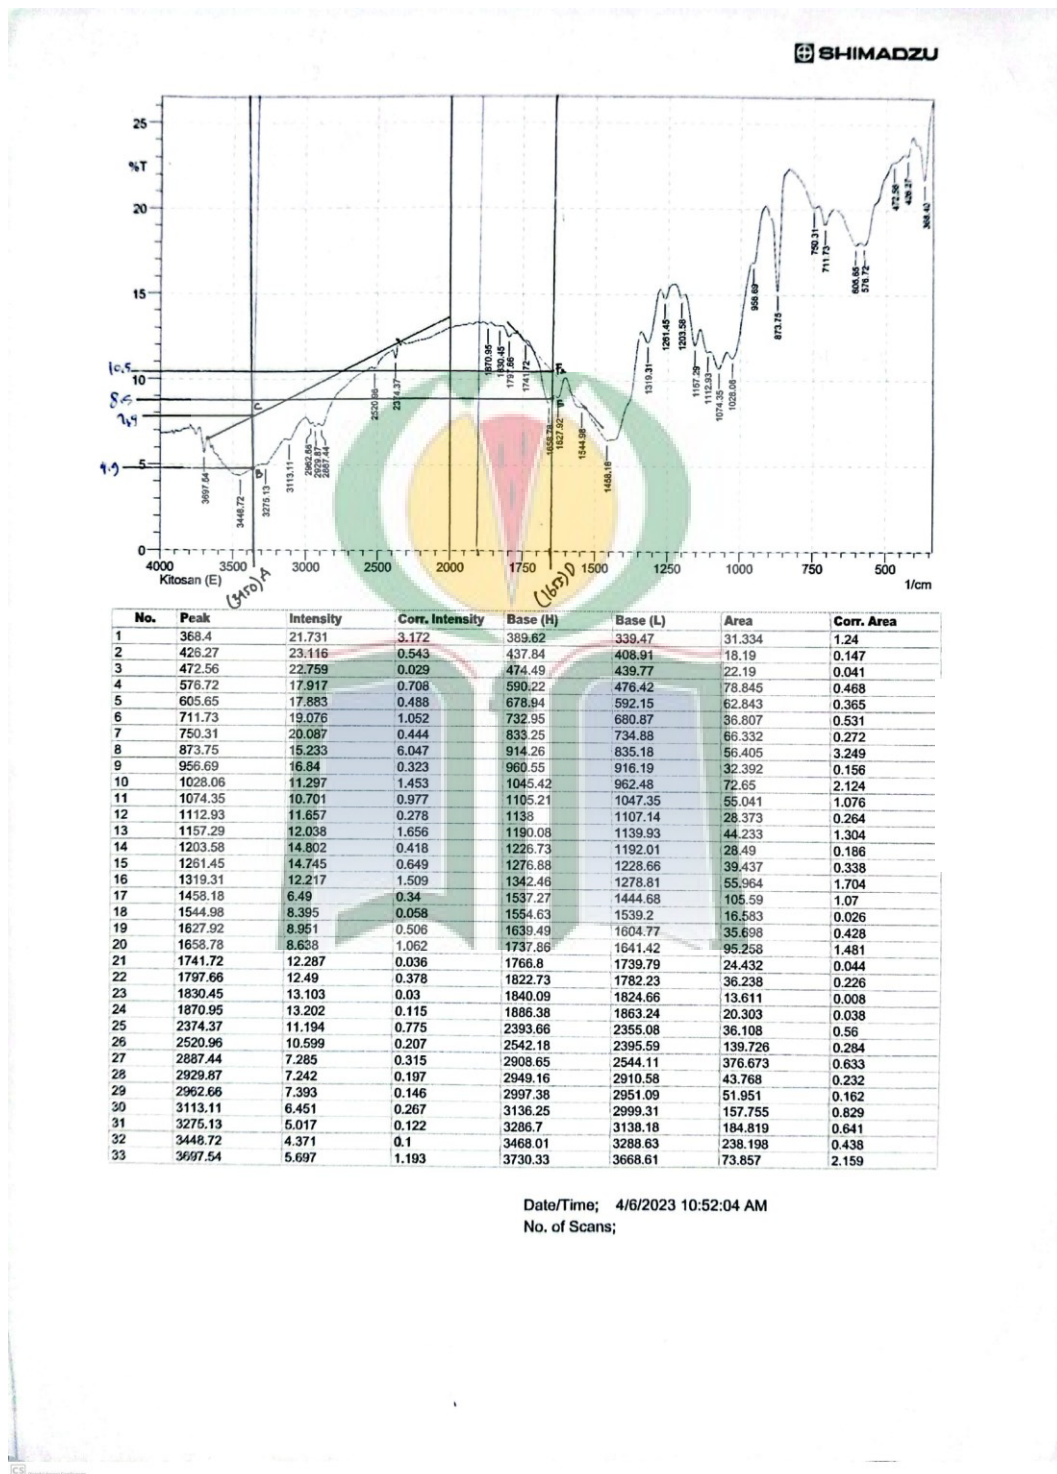 SHIMADZU
25
%T
20
15
10.5
10
4.9
5
0
C
B
3697.54
3448.72
3275.13
3113.11
2962.66
2929.87
2887.44
2520.96
2374.37
1870.95
1830.45
1797.66
1741.72
1658.78
1627.92
1544.98
1458.18
1319.31
1261.45
1203.58
1157.29
1112.93
1074.35
1028.06
956.69
873.75
750.31
711.73
605.65
576.72
472.56
426.27
368.40
4000 3500 3000 2500 2000 1750 1500 1250 1000 750 500
Kitosan (E) 1/cm
(3450) A (1653) D
No. Peak Intensity Corr. Intensity Base (H) Base (L) Area Corr. Area
1 368.4 21.731 3.172 389.62 339.47 31.334 1.24
2 426.27 23.116 0.543 437.84 408.91 18.19 0.147
3 472.56 22.759 0.029 474.49 439.77 22.19 0.041
4 576.72 17.917 0.708 590.22 476.42 78.845 0.468
5 605.65 17.883 0.488 678.94 592.15 62.843 0.365
6 711.73 19.076 1.052 732.95 680.87 36.807 0.531
7 750.31 20.087 0.444 833.25 734.88 66.332 0.272
8 873.75 15.233 6.047 914.26 835.18 56.405 3.249
9 956.69 16.84 0.323 960.55 916.19 32.392 0.156
10 1028.06 11.297 1.453 1045.42 962.48 72.65 2.124
11 1074.35 10.701 0.977 1105.21 1047.35 55.041 1.076
12 1112.93 11.657 0.278 1138 1107.14 28.373 0.264
13 1157.29 12.038 1.656 1190.08 1139.93 44.233 1.304
14 1203.58 14.802 0.418 1226.73 1192.01 28.49 0.186
15 1261.45 14.745 0.649 1276.88 1228.66 39.437 0.338
16 1319.31 12.217 1.509 1342.46 1278.81 55.964 1.704
17 1458.18 6.49 0.34 1537.27 1444.68 105.59 1.07
18 1544.98 8.395 0.058 1554.63 1539.2 16.583 0.026
19 1627.92 8.951 0.506 1639.49 1604.77 35.698 0.428
20 1658.78 8.638 1.062 1737.86 1641.42 95.258 1.481
21 1741.72 12.287 0.036 1766.8 1739.79 24.432 0.044
22 1797.66 12.49 0.378 1822.73 1782.23 36.238 0.226
23 1830.45 13.103 0.03 1840.09 1824.66 13.611 0.008
24 1870.95 13.202 0.115 1886.38 1863.24 20.303 0.038
25 2374.37 11.194 0.775 2393.66 2355.08 36.108 0.56
26 2520.96 10.599 0.207 2542.18 2395.59 139.726 0.284
27 2887.44 7.285 0.315 2908.65 2544.11 376.673 0.633
28 2929.87 7.242 0.197 2949.16 2910.58 43.768 0.232
29 2962.66 7.393 0.146 2997.38 2951.09 51.951 0.162
30 3113.11 6.451 0.267 3136.25 2999.31 157.755 0.829
31 3275.13 5.017 0.122 3286.7 3138.18 184.819 0.641
32 3448.72 4.371 0.1 3468.01 3288.63 238.198 0.438
33 3697.54 5.697 1.193 3730.33 3668.61 73.857 2.159
Date/Time; 4/6/2023 10:52:04 AM
No. of Scans;
CS